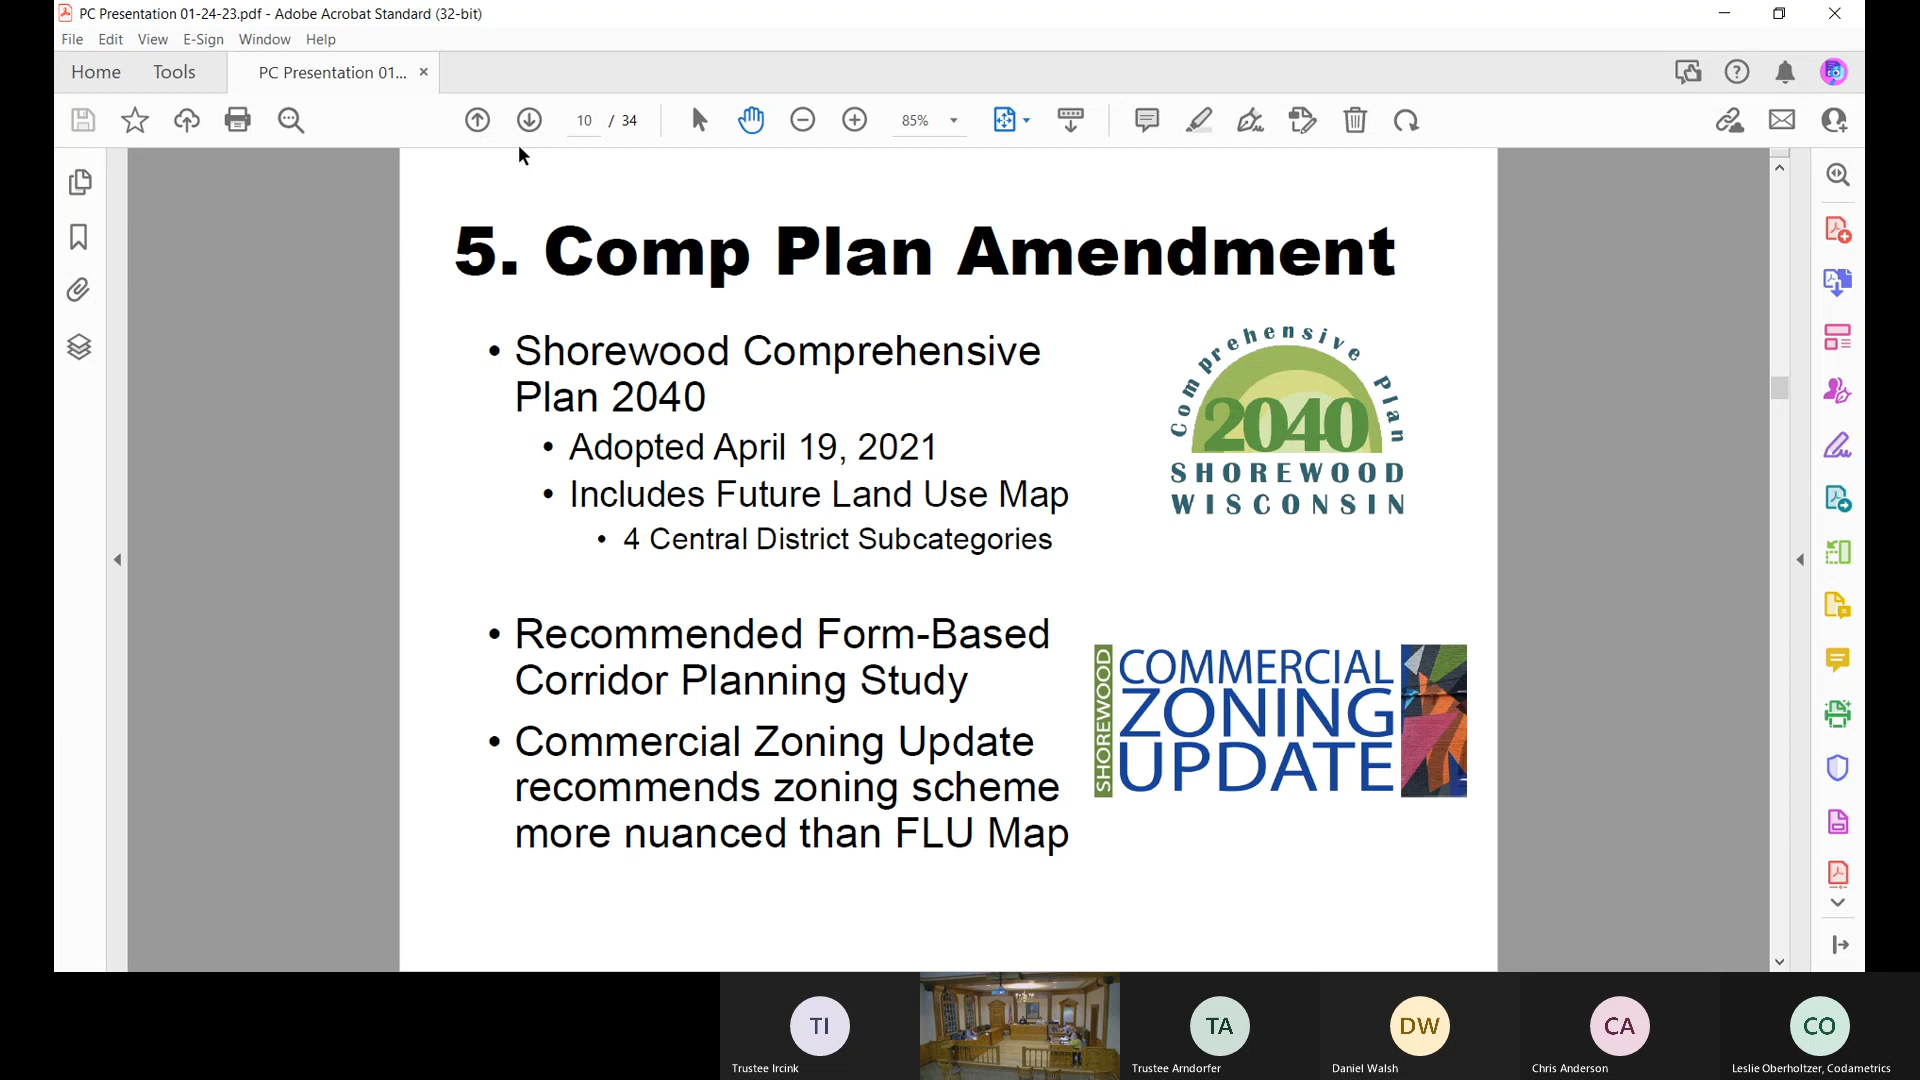 PC Presentation 01-24-23.pdf - Adobe Acrobat Standard (32-bit)
File Edit View E-Sign Window Help
Home Tools PC Presentation 01... ×
10 / 34 85%
5. Comp Plan Amendment
• Shorewood Comprehensive
Plan 2040
• Adopted April 19, 2021
• Includes Future Land Use Map
• 4 Central District Subcategories
Comprehensive Plan
2040
SHOREWOOD
WISCONSIN
• Recommended Form-Based
Corridor Planning Study
• Commercial Zoning Update
recommends zoning scheme
more nuanced than FLU Map
SHOREWOOD
COMMERCIAL
ZONING
UPDATE
TI
TA
DW
CA
CO
Trustee Ircink
Trustee Arndorfer
Daniel Walsh
Chris Anderson
Leslie Oberholtzer, Codametrics